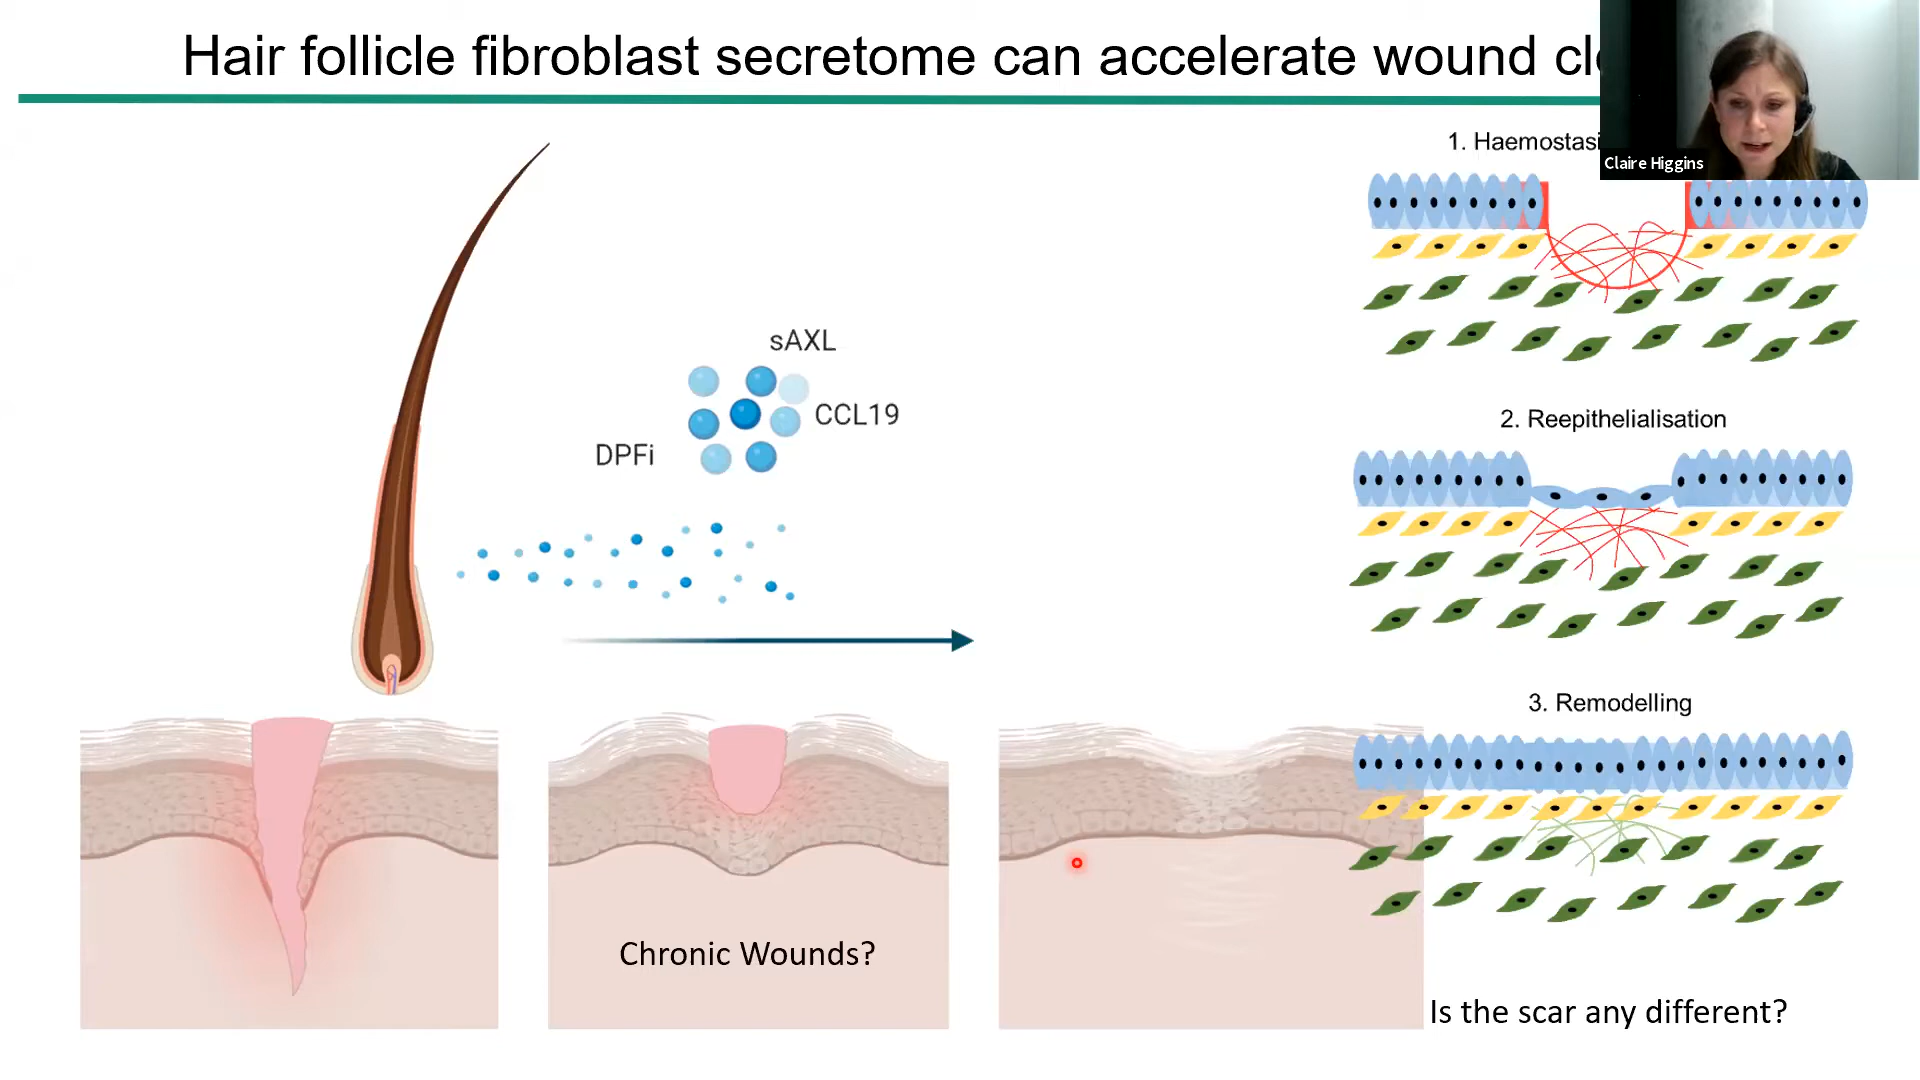 Hair follicle fibroblast secretome can accelerate wound
1. Haemostasi
Claire Higgins
sAXL
CCL19
DPFi
2. Reepithelialisation
3. Remodelling
Chronic Wounds?
Is the scar any different?